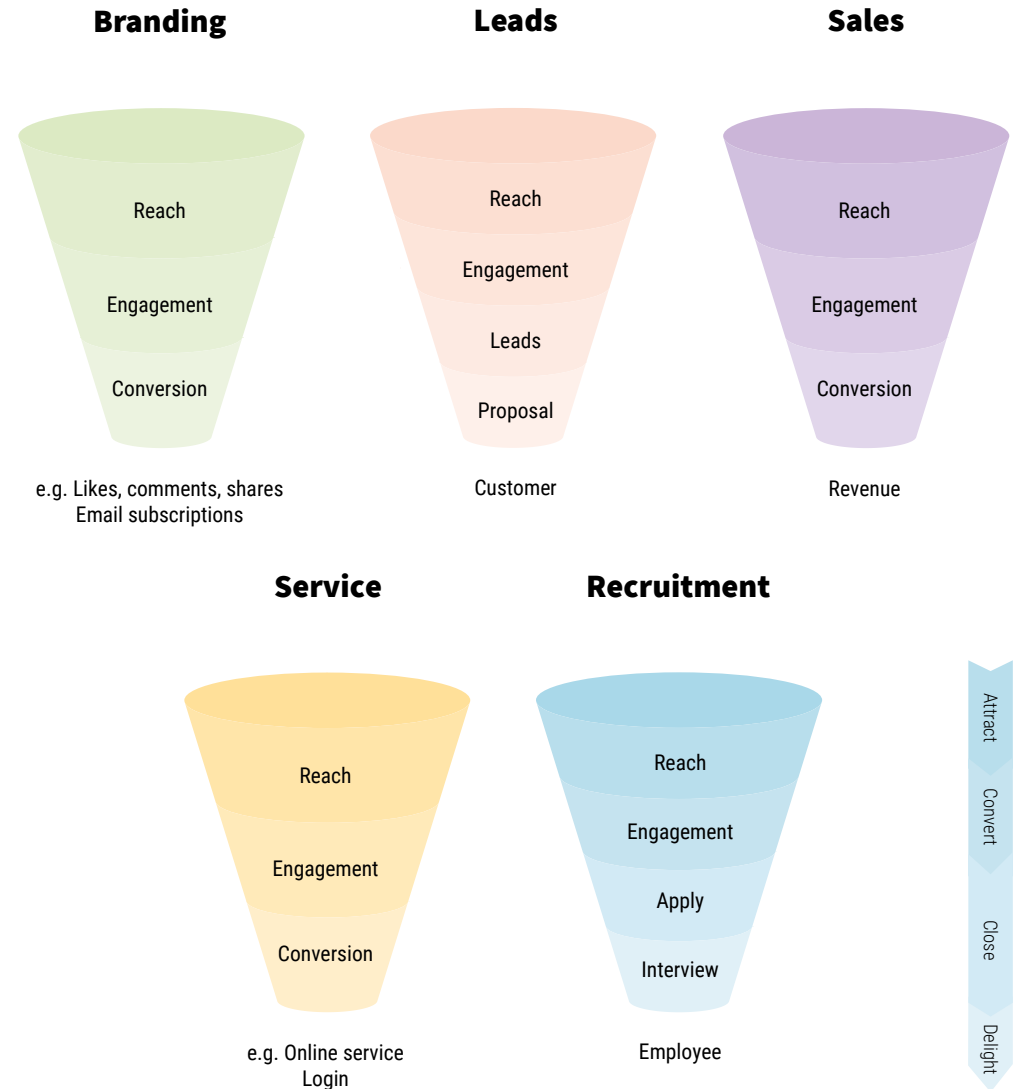 Branding
Reach
Engagement
Conversion
e.g. Likes, comments, shares
Email subscriptions
Leads
Reach
Engagement
Leads
Proposal
Customer
Sales
Reach
Engagement
Conversion
Revenue
Service
Reach
Engagement
Conversion
e.g. Online service
Login
Recruitment
Reach
Engagement
Apply
Interview
Employee
Attract
Convert
Close
Delight